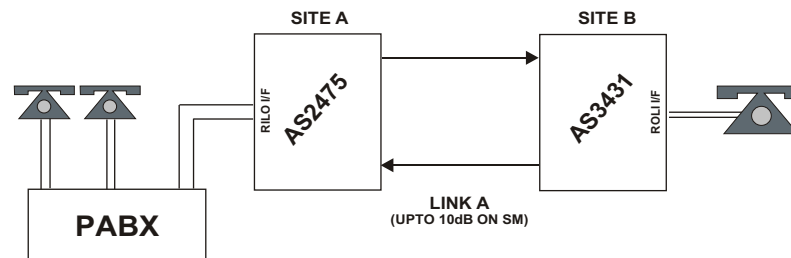 SITE A
SITE B
RILO I/F
AS2475
AS3431
ROLI I/F
LINK A
(UPTO 10dB ON SM)
PABX